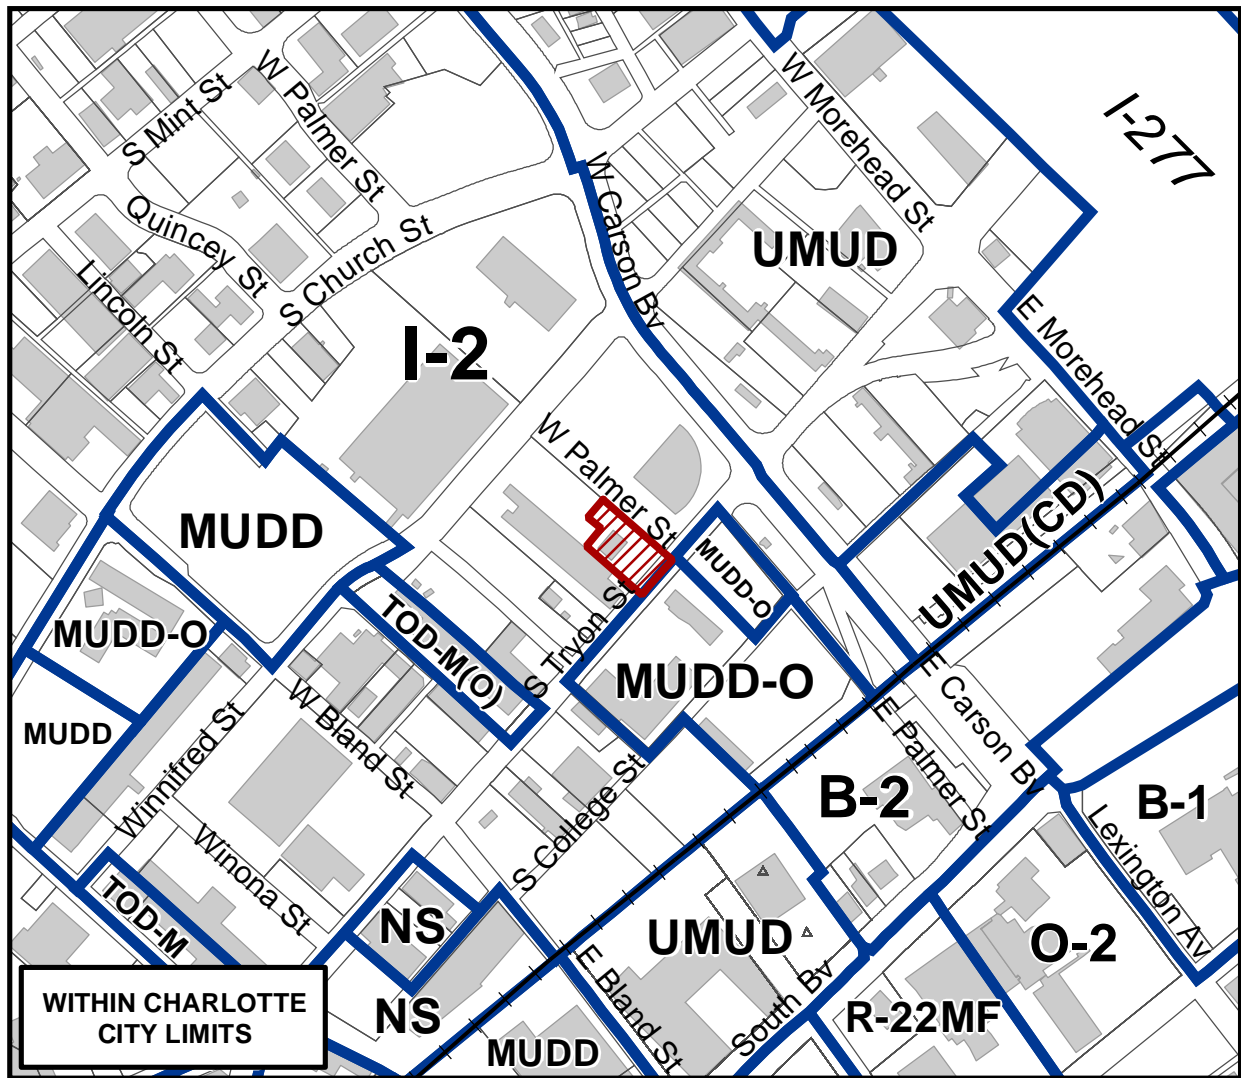 W Palmer St
S Mint St
W Morehead St
I-277
Quincey St
W Carson Bv
S Church St
UMUD
Lincoln St
E Morehead St
I-2
W Palmer St
MUDD
UMUD(CD)
MUDD-O
TOD-M(O)
S Tryon St
MUDD-O
MUDD-O
E Carson Bv
W Bland St
MUDD
Winnifred St
E Palmer St
S College St
B-2
B-1
Lexington Av
Winona St
TOD-M
NS
UMUD
O-2
E Bland St
South Bv
R-22MF
NS
MUDD
WITHIN CHARLOTTE
CITY LIMITS